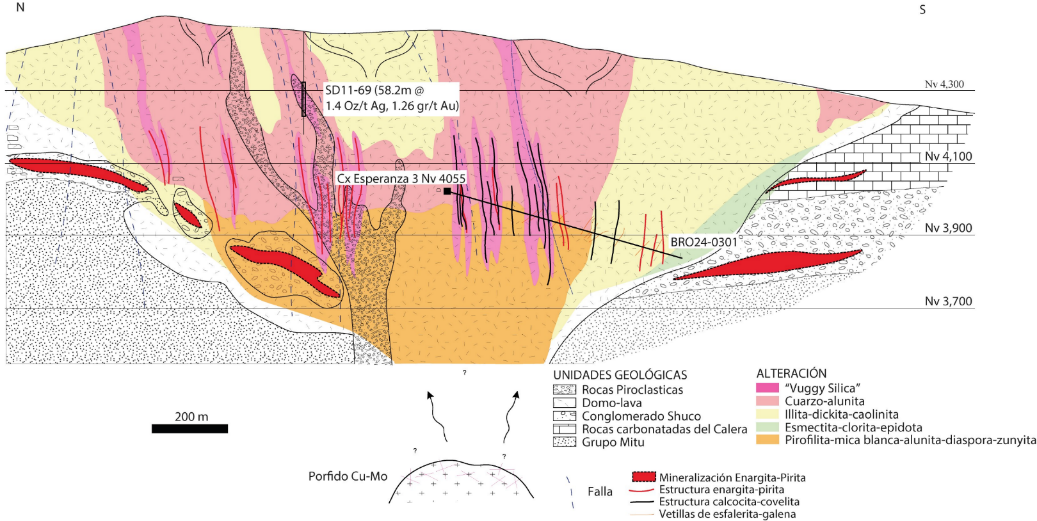 N
S
Nv 4,300
SD11-69 (58.2m @
1.4 Oz/t Ag, 1.26 gr/t Au)
Nv 4,100
Cx Esperanza 3 Nv 4055
Nv 3,900
BRO24-0301
Nv 3,700
?
UNIDADES GEOLÓGICAS
Rocas Piroclasticas
Domo-lava
Conglomerado Shuco
Rocas carbonatadas del Calera
Grupo Mitu
ALTERACIÓN
"Vuggy Silica"
Cuarzo-alunita
Illita-dickita-caolinita
Esmectita-clorita-epidota
Pirofilita-mica blanca-alunita-diaspora-zunyita
200 m
?
?
Porfido Cu-Mo
Falla
Mineralización Enargita-Pirita
Estructura enargita-pirita
Estructura calcocita-covelita
Vetillas de esfalerita-galena